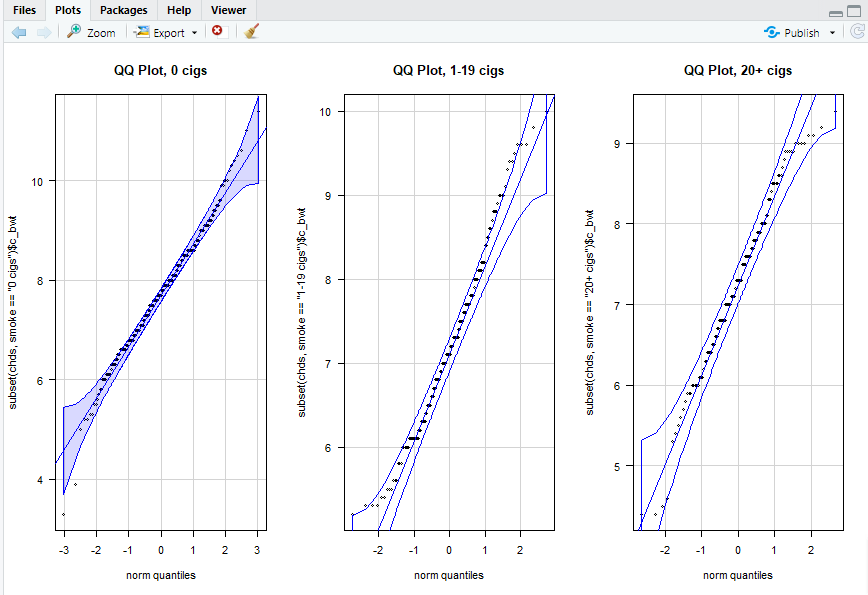 Files Plots Packages Help Viewer
Zoom Export Publish
QQ Plot, 0 cigs
10
8
6
4
subset(chds, smoke == "0 cigs")$c_bwt
-3 -2 -1 0 1 2 3
norm quantiles
QQ Plot, 1-19 cigs
10
9
8
7
6
subset(chds, smoke == "1-19 cigs")$c_bwt
-2 -1 0 1 2
norm quantiles
QQ Plot, 20+ cigs
9
8
7
6
5
subset(chds, smoke == "20+ cigs")$c_bwt
-2 -1 0 1 2
norm quantiles